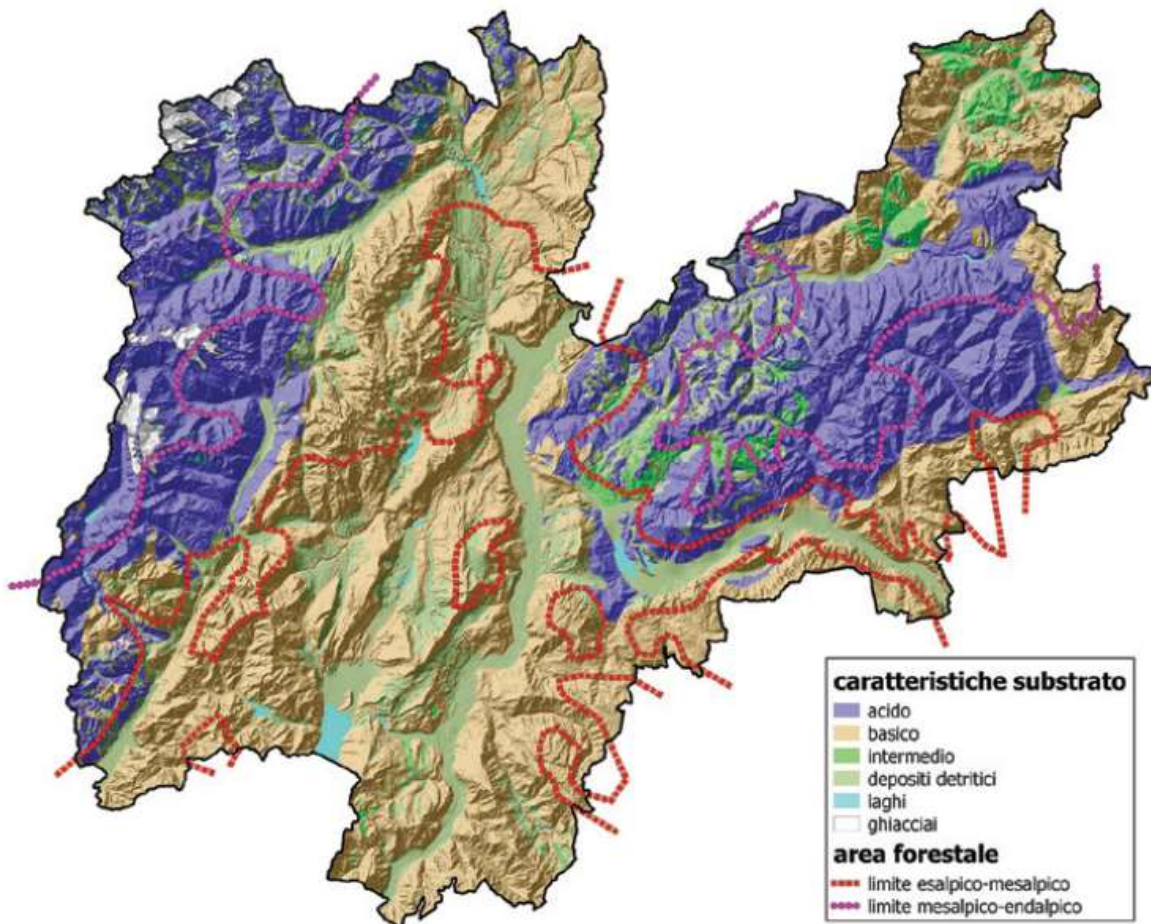 caratteristiche substrato
acido
basico
intermedio
depositi detritici
laghi
ghiacciai
area forestale
limite esalpico-mesalpico
limite mesalpico-endalpico